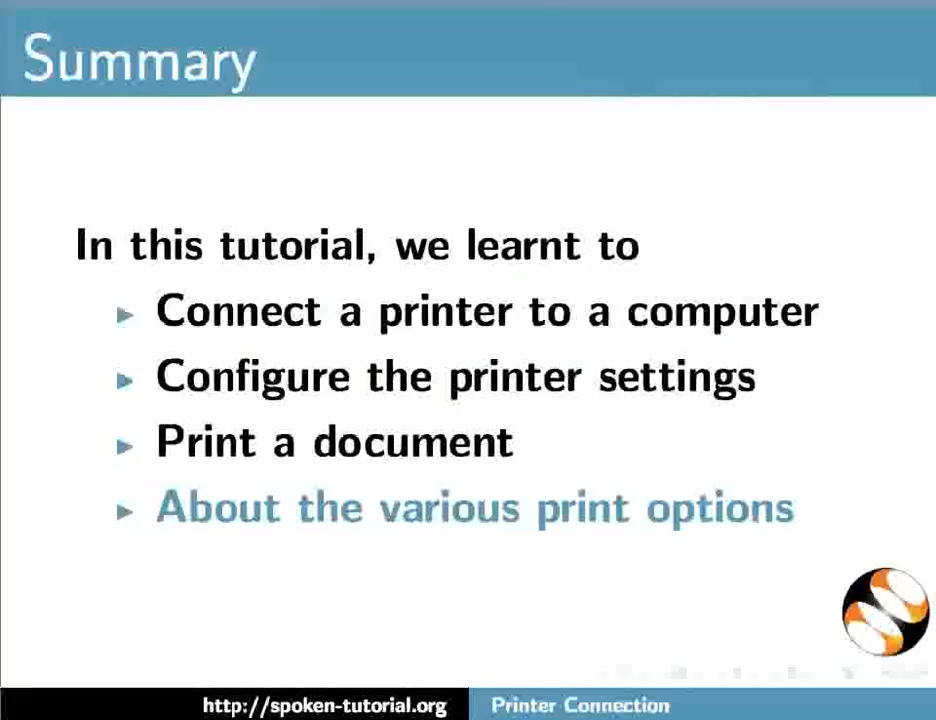 Summary
In this tutorial, we learnt to
Connect a printer to a computer
Configure the printer settings
Print a document
About the various print options
http://spoken-tutorial.org
Printer Connection